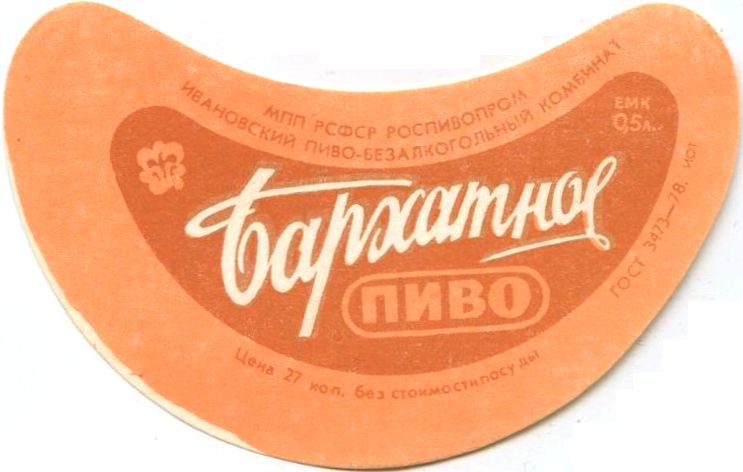 МПП РСФСР РОСПИВОПРОМ
ИВАНОВСКИЙ ПИВО-БЕЗАЛКОГОЛЬНЫЙ КОМБИНАТ
ЕМК
0,5л.
Бархатное
ПИВО
ГОСТ 3473—78. ИОТ
Цена 27 коп. без стоимости посуды